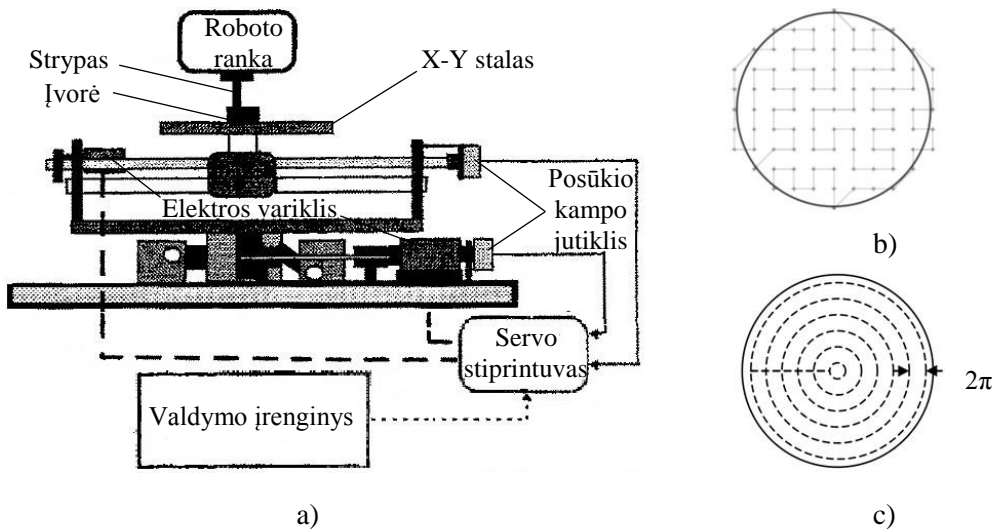 Roboto
ranka
Strypas
Įvorė
X-Y stalas
Elektros variklis
Posūkio
kampo
jutiklis
Servo
stiprintuvas
Valdymo įrenginys
a)
b)
2π
c)